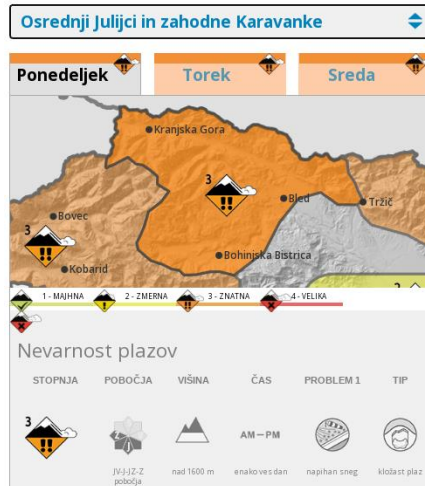 Osrednji Julijci in zahodne Karavanke
Ponedeljek Torek Sreda
Kranjska Gora
3
Bled
Tržič
Bovec
3
Bohinjska Bistrica
Kobarid
2
1 - MAJHNA 2 - ZMERNA 3 - ZNATNA 4 - VELIKA
Nevarnost plazov
STOPNJA POBOČJA VIŠINA ČAS PROBLEM 1 TIP
3
AM—PM
JV-J-JZ-Z nad 1600 m enako ves dan napihan sneg kložast plaz
pobočja